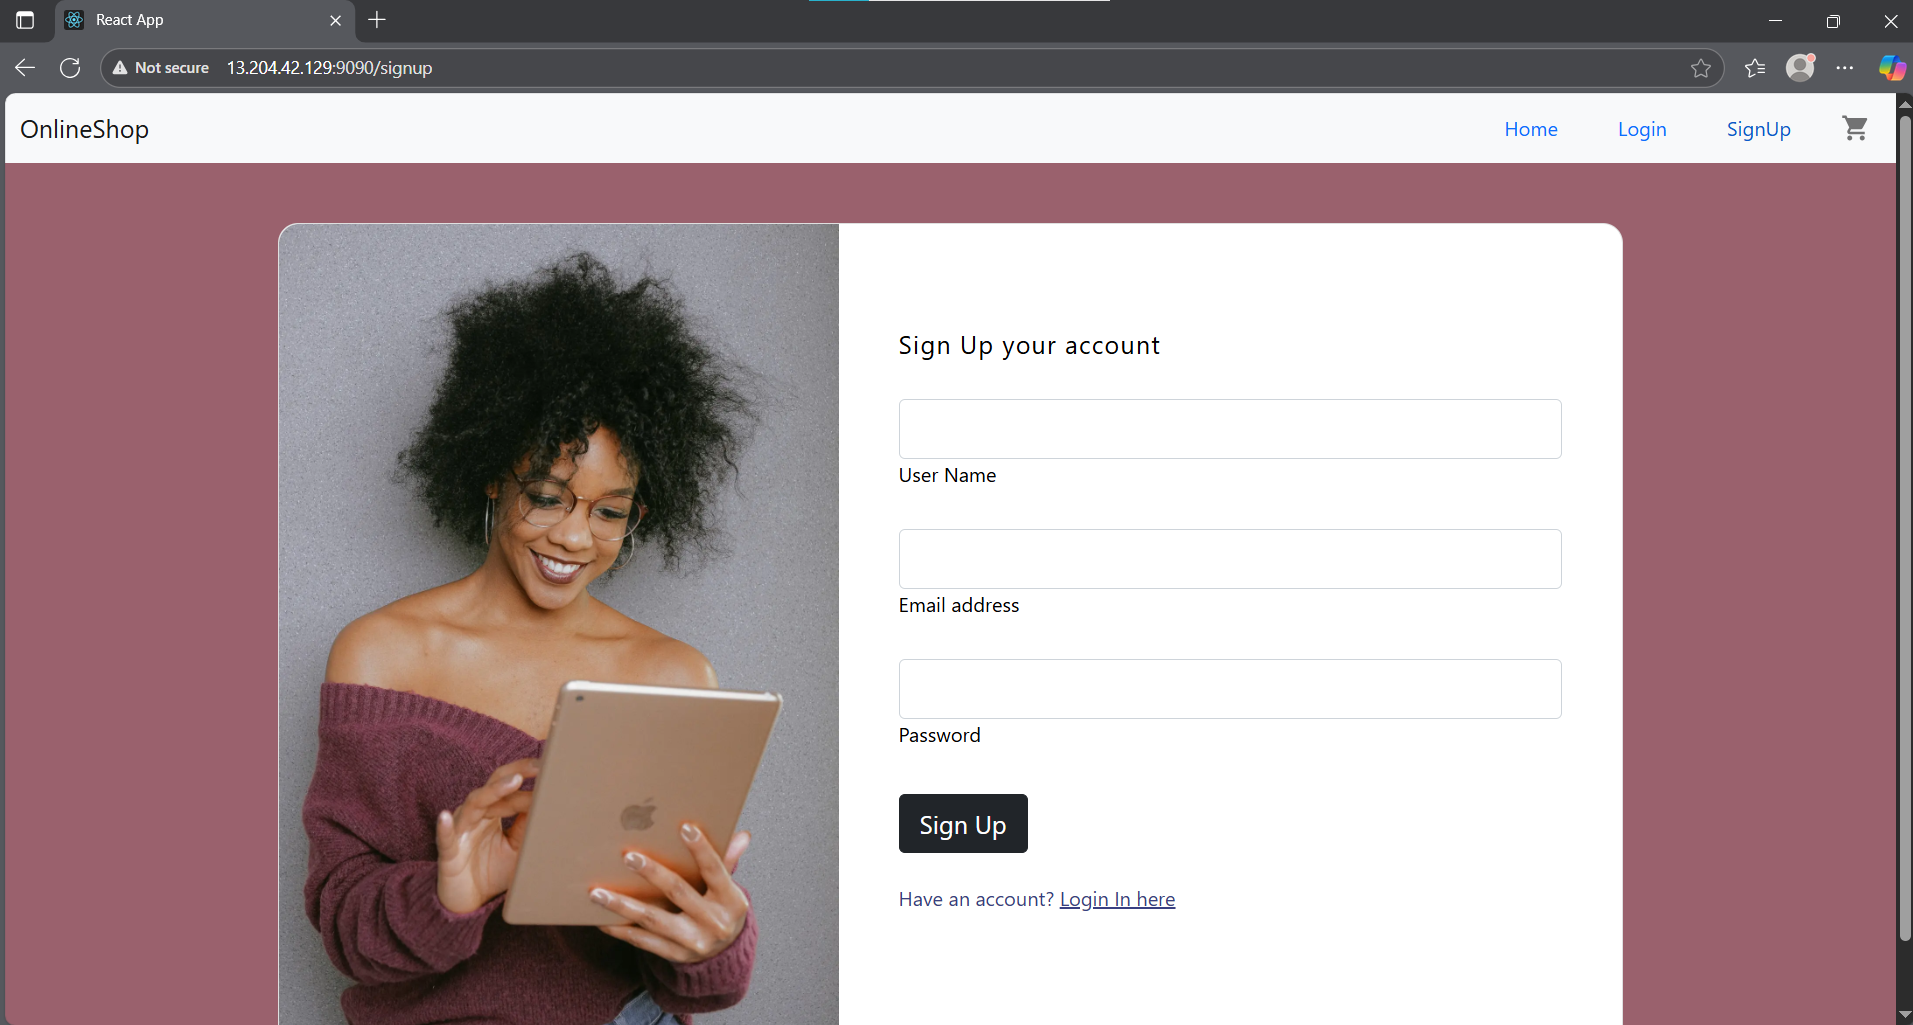 React App
Not secure 13.204.42.129:9090/signup
OnlineShop
Home Login SignUp
Sign Up your account
User Name
Email address
Password
Sign Up
Have an account? Login In here